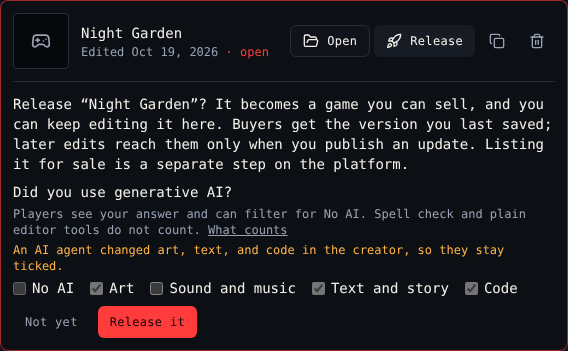 Night Garden
Edited Oct 19, 2026 · open
Open
Release
Release “Night Garden”? It becomes a game you can sell, and you
can keep editing it here. Buyers get the version you last saved;
later edits reach them only when you publish an update. Listing
it for sale is a separate step on the platform.
Did you use generative AI?
Players see your answer and can filter for No AI. Spell check and plain
editor tools do not count. What counts
An AI agent changed art, text, and code in the creator, so they stay
ticked.
No AI Art Sound and music Text and story Code
Not yet Release it